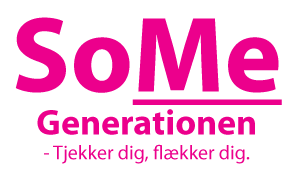 SoMe
Generationen
- Tjekker dig, flækker dig.